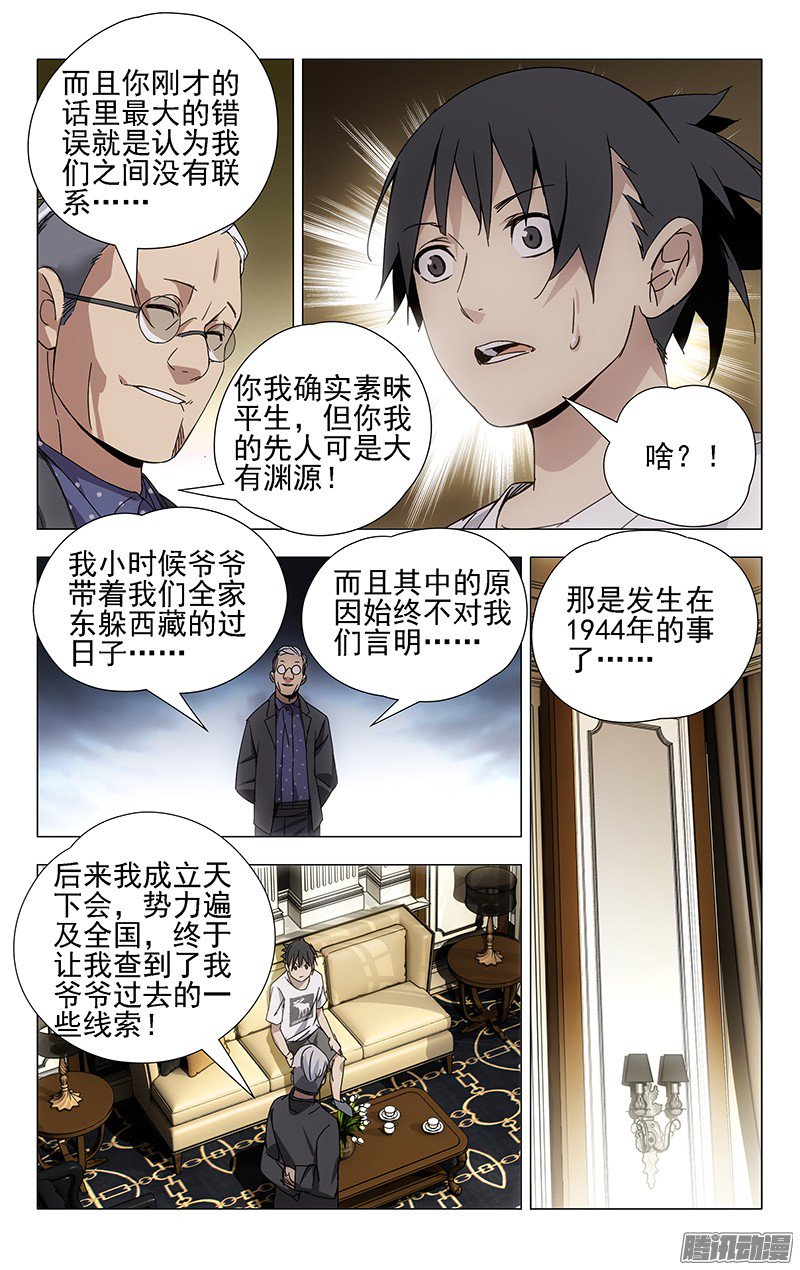 而且你刚才的
话里最大的错
误就是认为我
们之间没有联
系……
你我确实素昧
平生，但你我
的先人可是大
有渊源！
啥？！
我小时候爷爷
带着我们全家
东躲西藏的过
日子……
而且其中的原
因始终不对我
们言明……
那是发生在
1944年的事
了……
后来我成立天
下会，势力遍
及全国，终于
让我查到了我
爷爷过去的一
些线索！
腾讯动漫